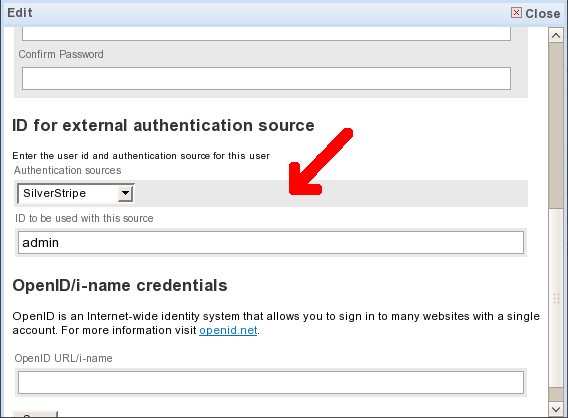 Edit
Close
Confirm Password
ID for external authentication source
Enter the user id and authentication source for this user
Authentication sources
SilverStripe
ID to be used with this source
admin
OpenID/i-name credentials
OpenID is an Internet-wide identity system that allows you to sign in to many websites with a single
account. For more information visit openid.net.
OpenID URL/i-name